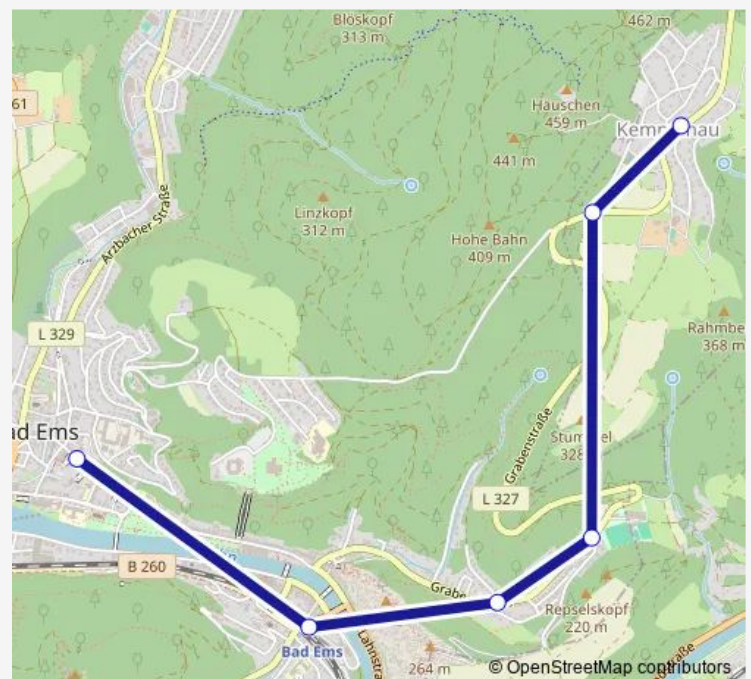 Bloskopf
313 m
462 m
61
Häuschen
459 m
441 m
Arzbacher Straße
Linzkopf
312 m
Hohe Bahn
409 m
L 329
368 m
ad Ems
Grabenstraße
L 327
B 260
Repselskopf
220 m
Bad Ems
264 m
© OpenStreetMap contributors